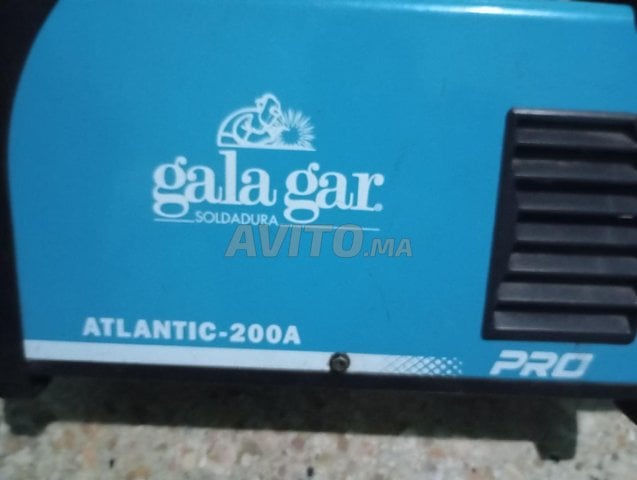 gala gar
SOLDADURA
AVITO.MA
ATLANTIC-200A
PRO